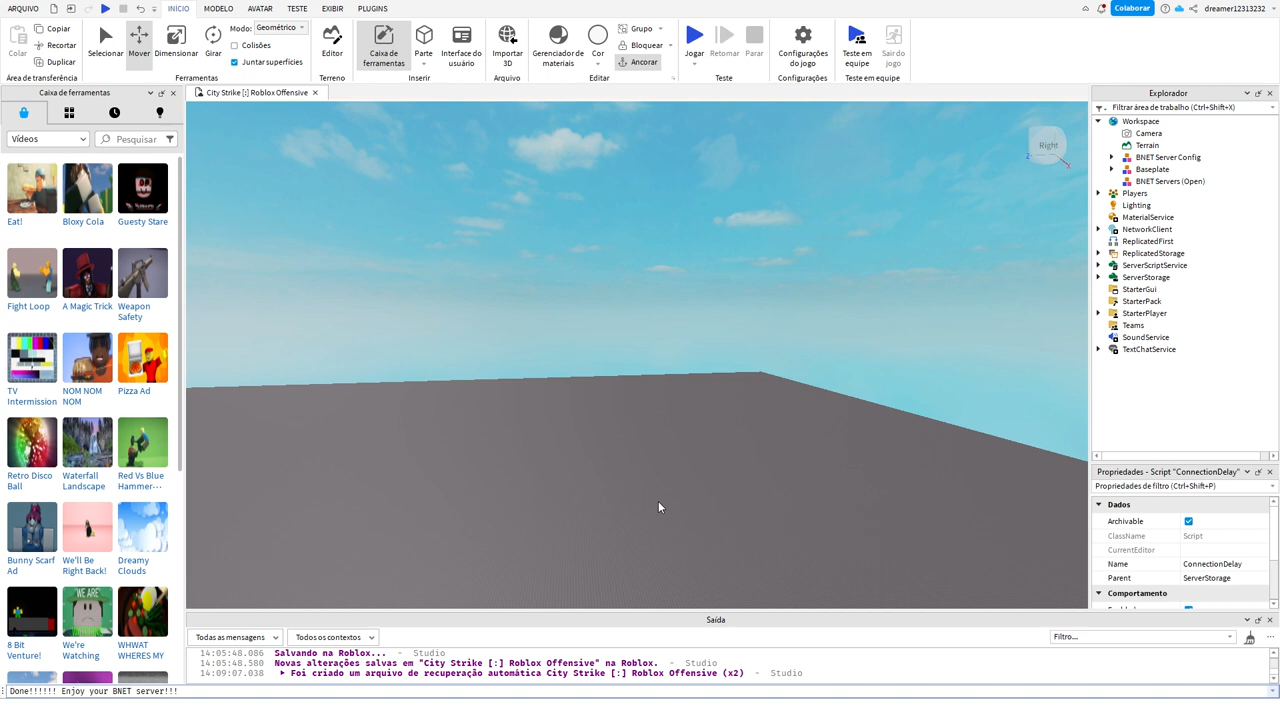 ARQUIVO INÍCIO MODELO AVATAR TESTE EXIBIR PLUGINS Colaborar dreamer12313232
Colar Copiar Recortar Duplicar Área de transferência
Selecionar Mover Dimensionar Girar Modo: Geométrico Colisões Juntar superfícies Ferramentas
Editor Terreno
Caixa de ferramentas Parte Interface do usuário Inserir
Importar 3D Arquivo
Gerenciador de materiais Cor Grupo Bloquear Ancorar Editar
Jogar Retomar Parar Teste
Configurações do jogo Configurações
Teste em equipe Sair do jogo Teste em equipe
Caixa de ferramentas
Vídeos Pesquisar
Eat! Bloxy Cola Guesty Stare
Fight Loop A Magic Trick Weapon Safety
TV Intermission NOM NOM NOM Pizza Ad
Retro Disco Ball Waterfall Landscape Red Vs Blue Hammer···
Bunny Scarf Ad We'll Be Right Back! Dreamy Clouds
WE ARE
8 Bit Venture! We're Watching WHWAT WHERES MY
City Strike [:] Roblox Offensive
Right
Z X
Explorador
Filtrar área de trabalho (Ctrl+Shift+X)
Workspace
Camera
Terrain
BNET Server Config
Baseplate
BNET Servers (Open)
Players
Lighting
MaterialService
NetworkClient
ReplicatedFirst
ReplicatedStorage
ServerScriptService
ServerStorage
StarterGui
StarterPack
StarterPlayer
Teams
SoundService
TextChatService
Propriedades - Script "ConnectionDelay"
Propriedades de filtro (Ctrl+Shift+P)
Dados
Archivable
ClassName Script
CurrentEditor
Name ConnectionDelay
Parent ServerStorage
Comportamento
Saída
Todas as mensagens Todos os contextos Filtro...
14:05:48.086 Salvando na Roblox... - Studio
14:05:48.580 Novas alterações salvas em "City Strike [:] Roblox Offensive" na Roblox. - Studio
14:09:07.038 Foi criado um arquivo de recuperação automática City Strike [:] Roblox Offensive (x2) - Studio
Done!!!!!! Enjoy your BNET server!!!